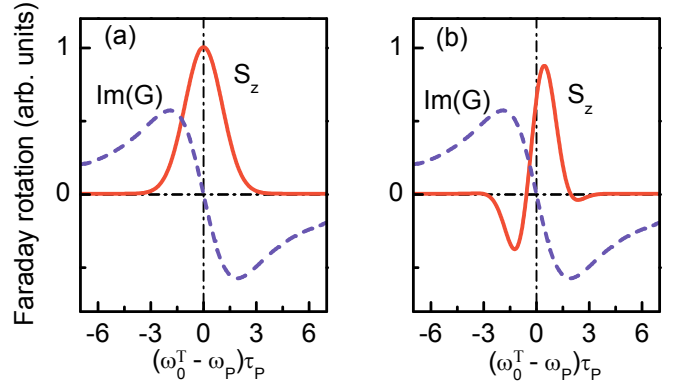 (a) (b)
Faraday rotation (arb. units)
1 1
Im(G) S_z Im(G) S_z
0 0
-6 -3 0 3 6 -6 -3 0 3 6
(ω_0^T - ω_P)τ_P (ω_0^T - ω_P)τ_P